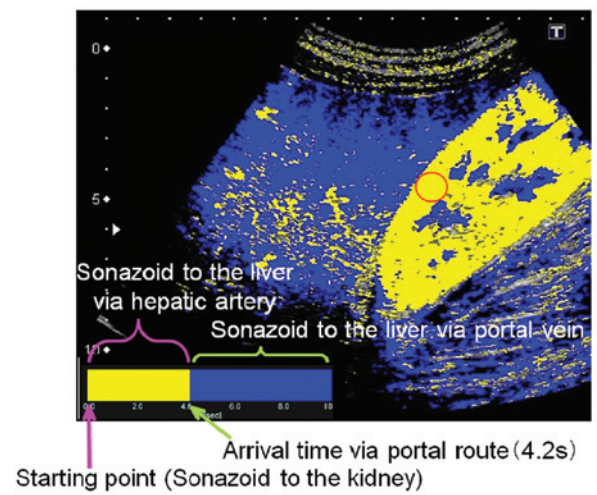 T
0
5
Sonazoid to the liver
via hepatic artery
Sonazoid to the liver via portal vein
10
0.0 2.0 4.0 6.0 8.0 10
Arrival time via portal route (4.2s)
Starting point (Sonazoid to the kidney)